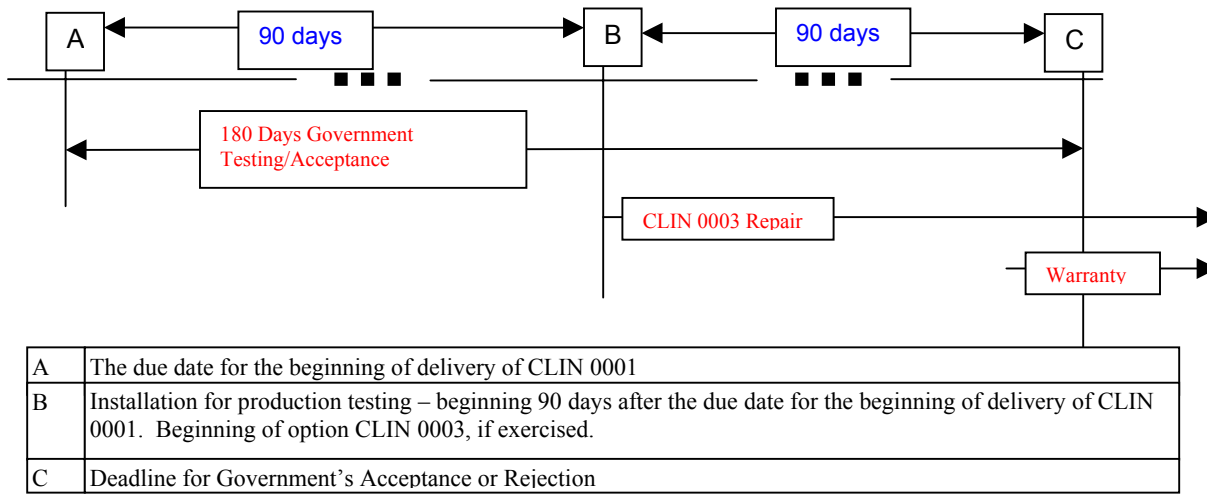 A
90 days
B
90 days
C
180 Days Government
Testing/Acceptance
CLIN 0003 Repair
Warranty
A The due date for the beginning of delivery of CLIN 0001
B Installation for production testing – beginning 90 days after the due date for the beginning of delivery of CLIN
0001. Beginning of option CLIN 0003, if exercised.
C Deadline for Government's Acceptance or Rejection